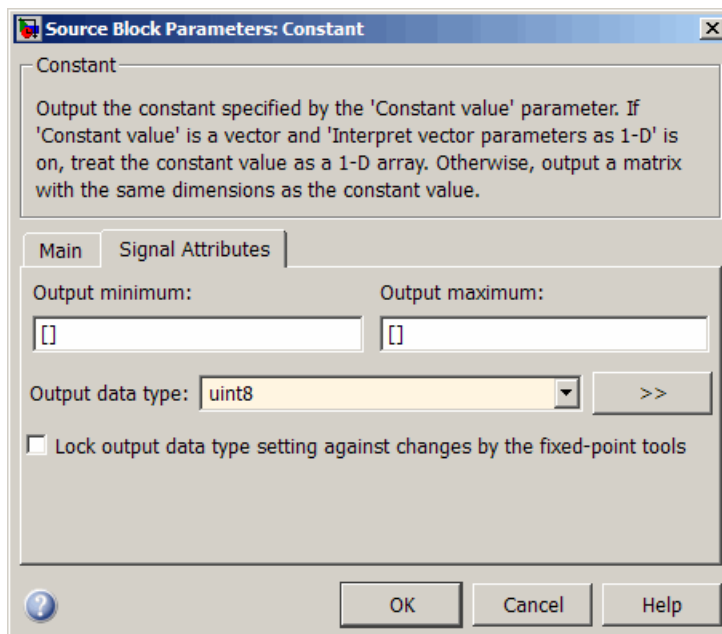 Source Block Parameters: Constant
Constant
Output the constant specified by the 'Constant value' parameter. If
'Constant value' is a vector and 'Interpret vector parameters as 1-D' is
on, treat the constant value as a 1-D array. Otherwise, output a matrix
with the same dimensions as the constant value.
Main Signal Attributes
Output minimum: Output maximum:
[] []
Output data type: uint8 >>
Lock output data type setting against changes by the fixed-point tools
? OK Cancel Help